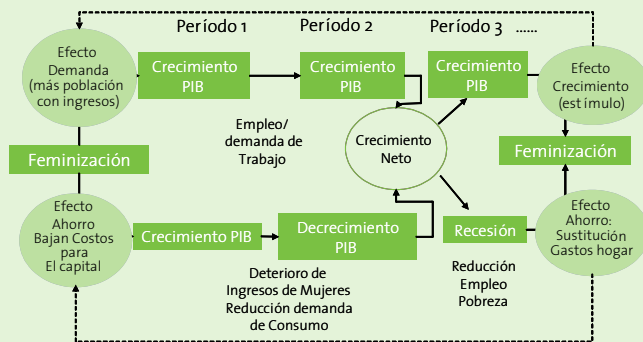 Período 1
Período 2
Período 3 ......
Efecto
Demanda
(más población
con ingresos)
Crecimiento
PIB
Crecimiento
PIB
Crecimiento
PIB
Efecto
Crecimiento
(est ímulo)
Empleo/
demanda de
Trabajo
Crecimiento
Neto
Feminización
Feminización
Efecto
Ahorro
Bajan Costos
para
El capital
Crecimiento PIB
Decrecimiento
PIB
Recesión
Efecto
Ahorro:
Sustitución
Gastos hogar
Deterioro de
Ingresos de Mujeres
Reducción demanda
de Consumo
Reducción
Empleo
Pobreza